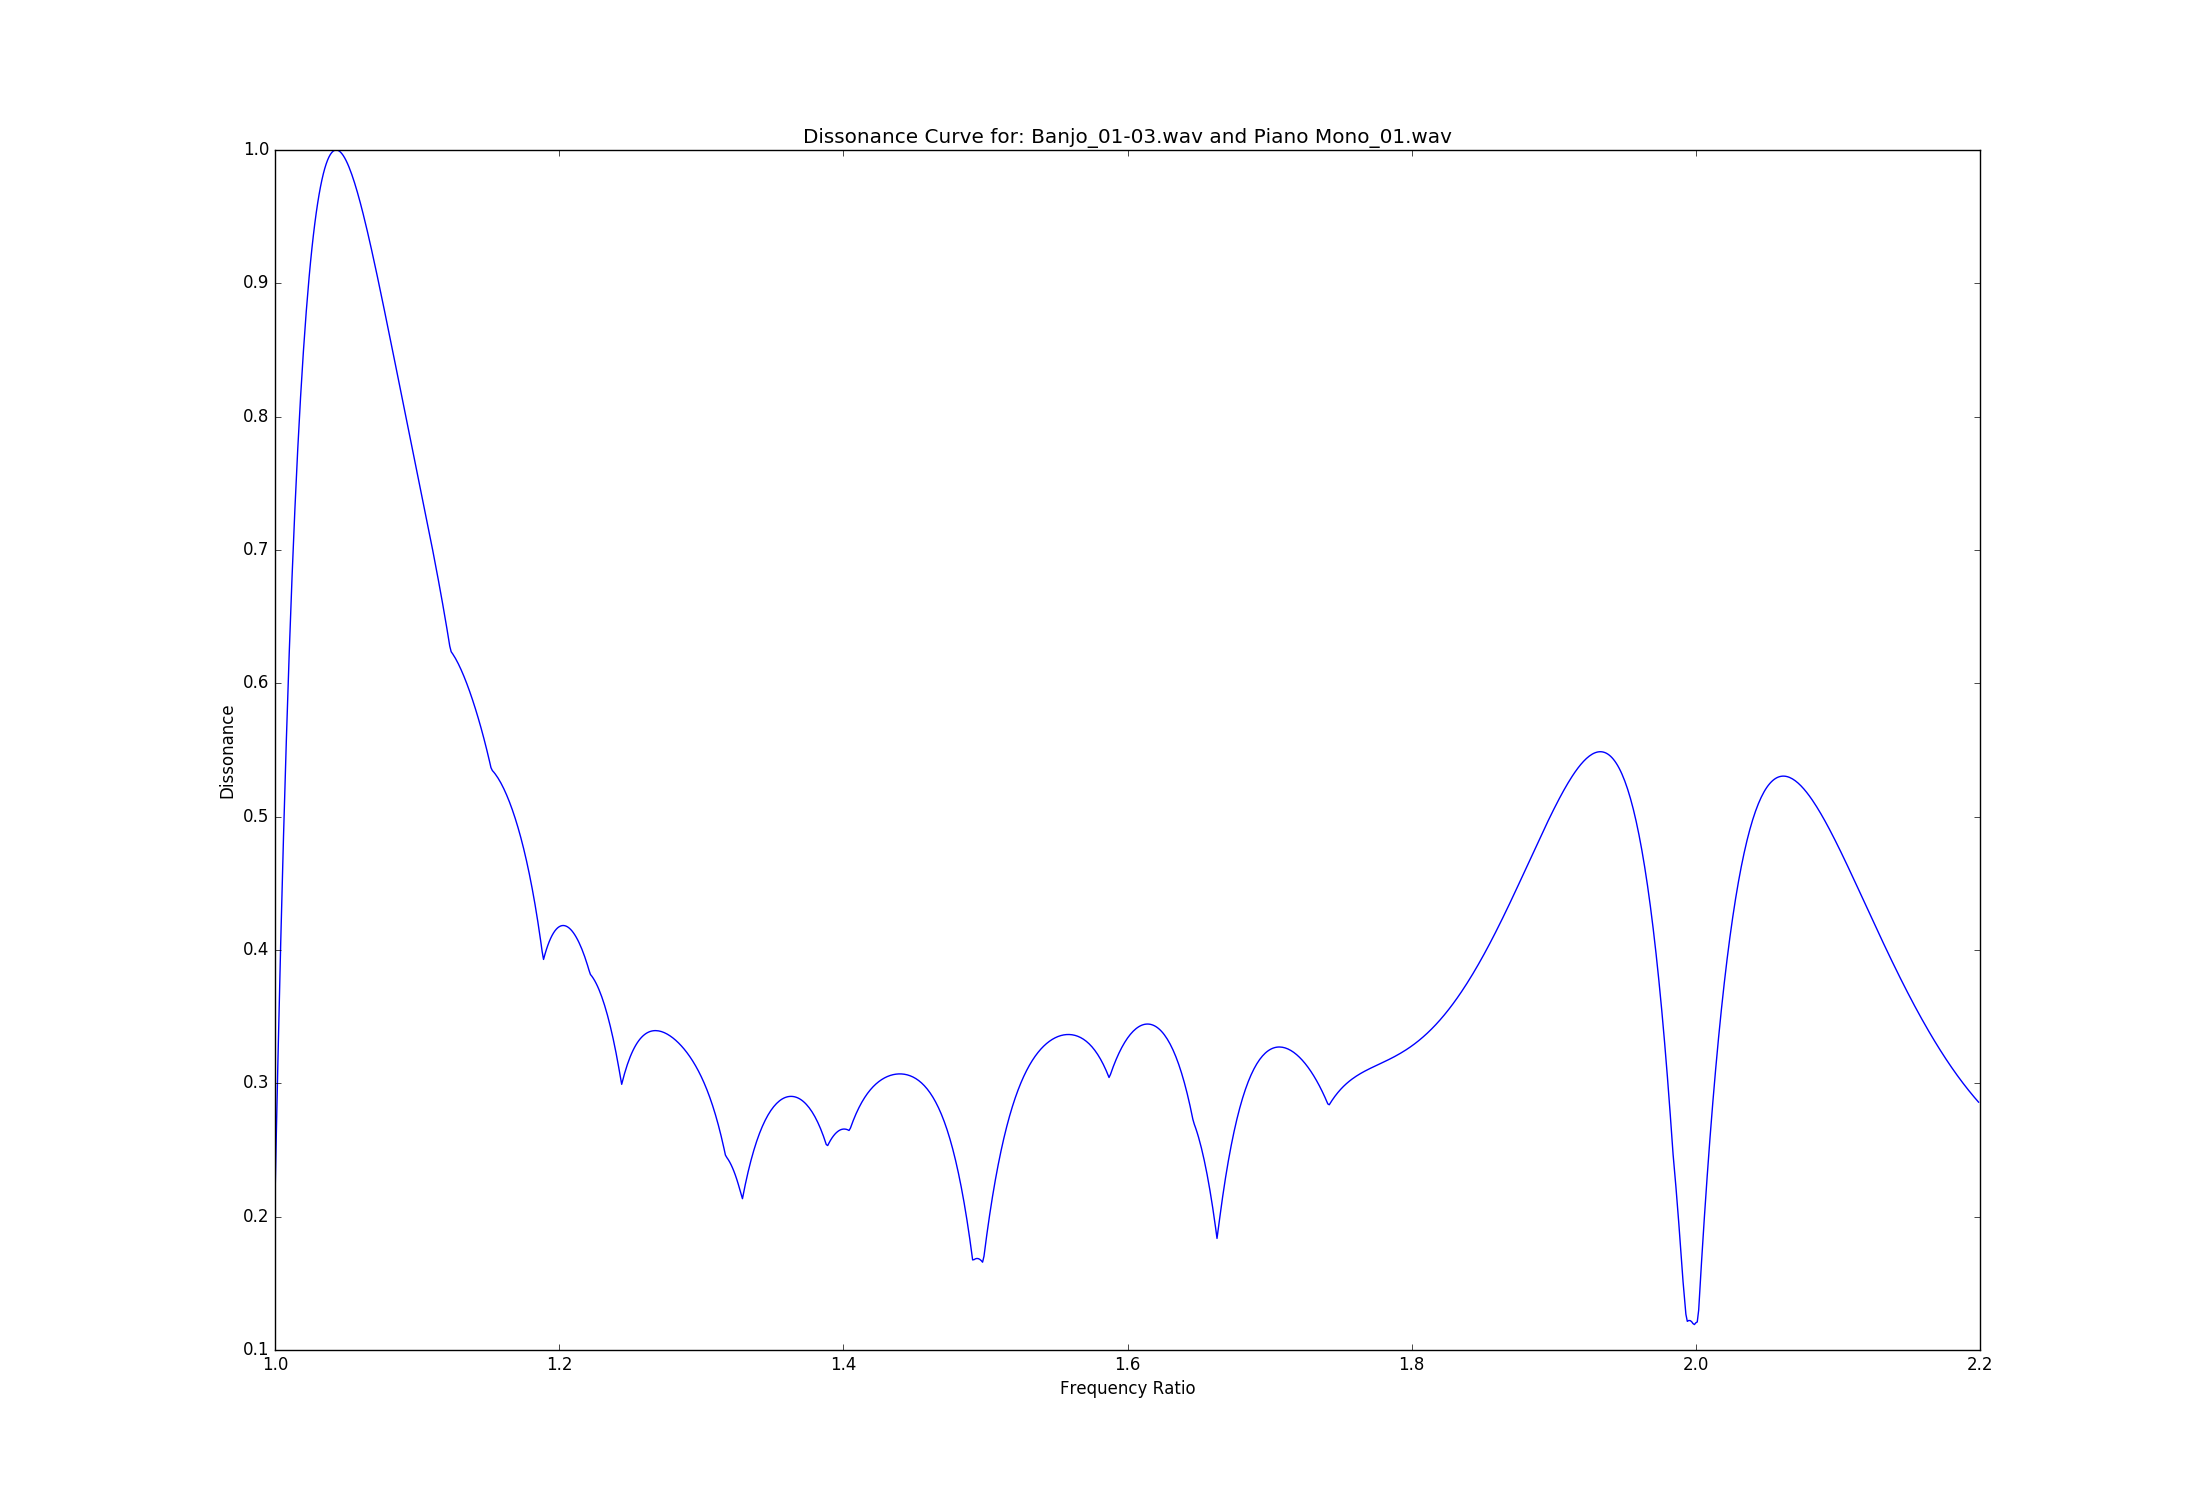 Dissonance Curve for: Banjo_01-03.wav and Piano Mono_01.wav
1.0
0.9
0.8
0.7
0.6
0.5
0.4
0.3
0.2
0.1
Dissonance
1.0 1.2 1.4 1.6 1.8 2.0 2.2
Frequency Ratio